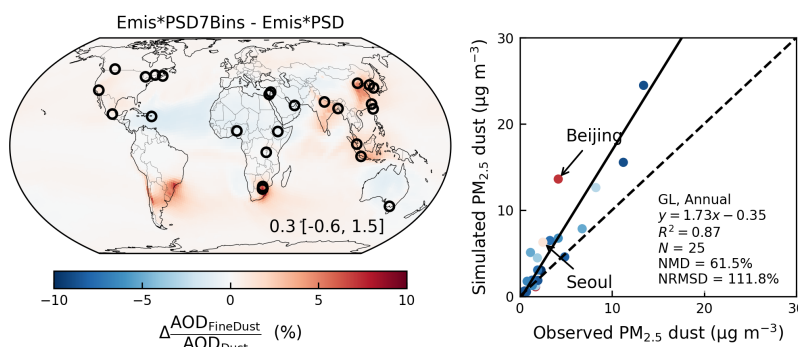 Emis*PSD7Bins - Emis*PSD
0.3 [-0.6, 1.5]
−10 −5 0 5 10
Δ AOD_FineDust / AOD_Dust (%)
30
20
10
0
Simulated PM2.5 dust (µg m−3)
Beijing
Seoul
GL, Annual
y = 1.73x − 0.35
R2 = 0.87
N = 25
NMD = 61.5%
NRMSD = 111.8%
0 10 20 30
Observed PM2.5 dust (µg m−3)